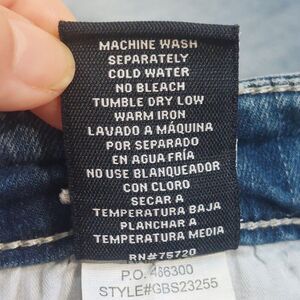 MACHINE WASH
SEPARATELY
COLD WATER
NO BLEACH
TUMBLE DRY LOW
WARM IRON
LAVADO A MÁQUINA
POR SEPARADO
EN AGUA FRÍA
NO USE BLANQUEADOR
CON CLORO
SECAR A
TEMPERATURA BAJA
PLANCHAR A
TEMPERATURA MEDIA
RN#75720
P.O. 466300
STYLE#GBS23255